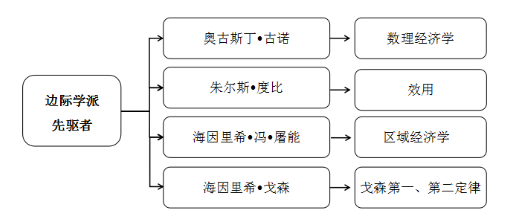 奥古斯丁•古诺
数理经济学
朱尔斯•度比
效用
边际学派
先驱者
海因里希•冯•屠能
区域经济学
海因里希•戈森
戈森第一、第二定律